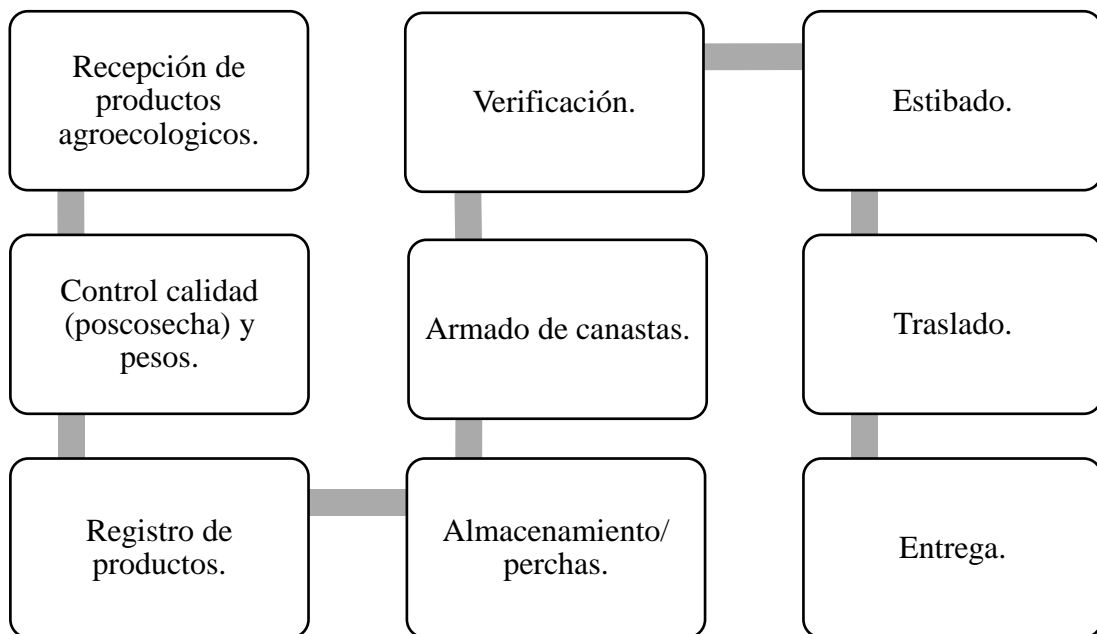 Recepción de
productos
agroecologicos.
Control calidad
(poscosecha) y
pesos.
Registro de
productos.
Almacenamiento/
perchas.
Armado de canastas.
Verificación.
Estibado.
Traslado.
Entrega.